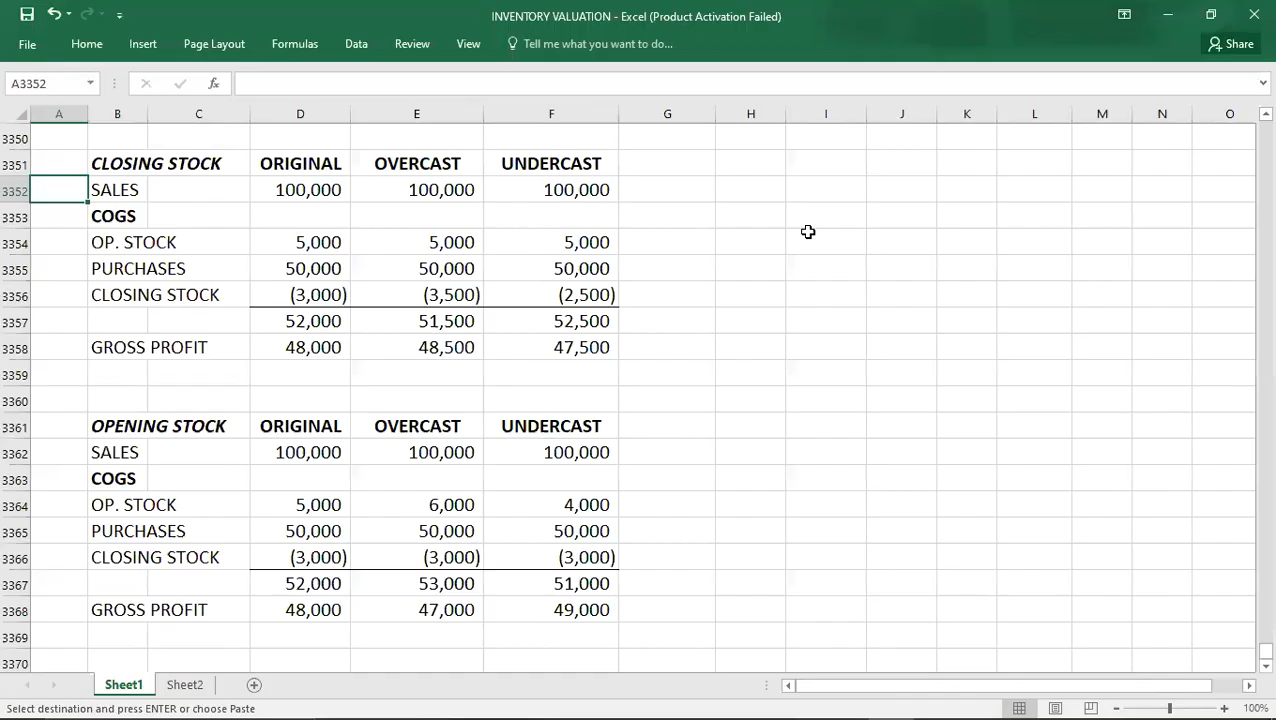 INVENTORY VALUATION - Excel (Product Activation Failed)
File Home Insert Page Layout Formulas Data Review View Tell me what you want to do... Share
A3352 fx
A B C D E F G H I J K L M N O
3350
3351 CLOSING STOCK ORIGINAL OVERCAST UNDERCAST
3352 SALES 100,000 100,000 100,000
3353 COGS
3354 OP. STOCK 5,000 5,000 5,000
3355 PURCHASES 50,000 50,000 50,000
3356 CLOSING STOCK (3,000) (3,500) (2,500)
3357 52,000 51,500 52,500
3358 GROSS PROFIT 48,000 48,500 47,500
3359
3360
3361 OPENING STOCK ORIGINAL OVERCAST UNDERCAST
3362 SALES 100,000 100,000 100,000
3363 COGS
3364 OP. STOCK 5,000 6,000 4,000
3365 PURCHASES 50,000 50,000 50,000
3366 CLOSING STOCK (3,000) (3,000) (3,000)
3367 52,000 53,000 51,000
3368 GROSS PROFIT 48,000 47,000 49,000
3369
3370
Sheet1 Sheet2
Select destination and press ENTER or choose Paste 100%